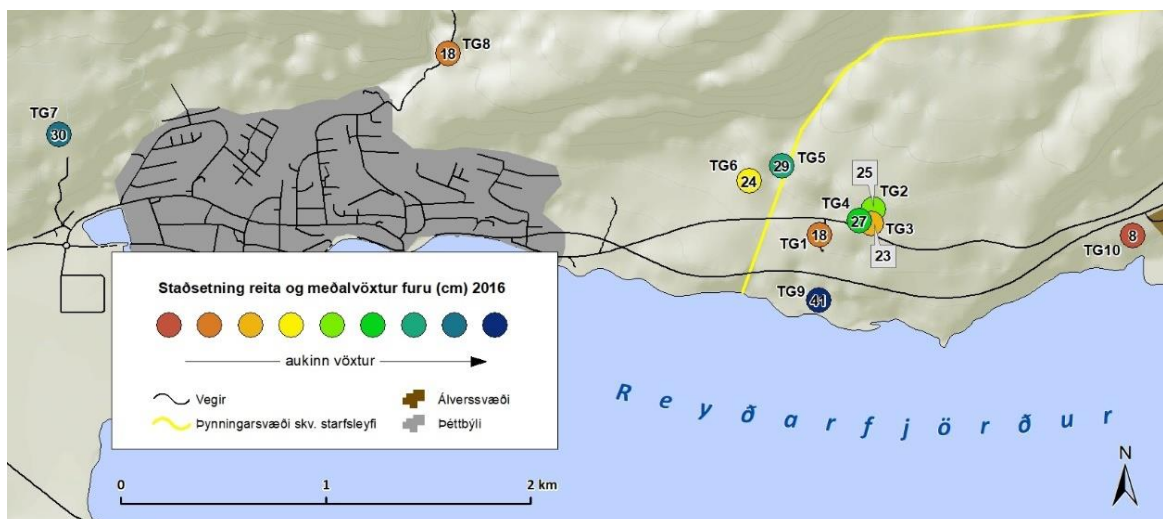 18 TG8
TG7
30
TG6
24
29
TG5
25
TG2
TG4
27
TG3
23
18
TG1
TG10
8
TG9
41
Staðsetning reita og meðalvöxtur furu (cm) 2016
aukinn vöxtur
Vegir
Álverssvæði
Þynningarsvæði skv. starfsleyfi
Þéttbýli
Reyðarfjörður
N
0 1 2 km